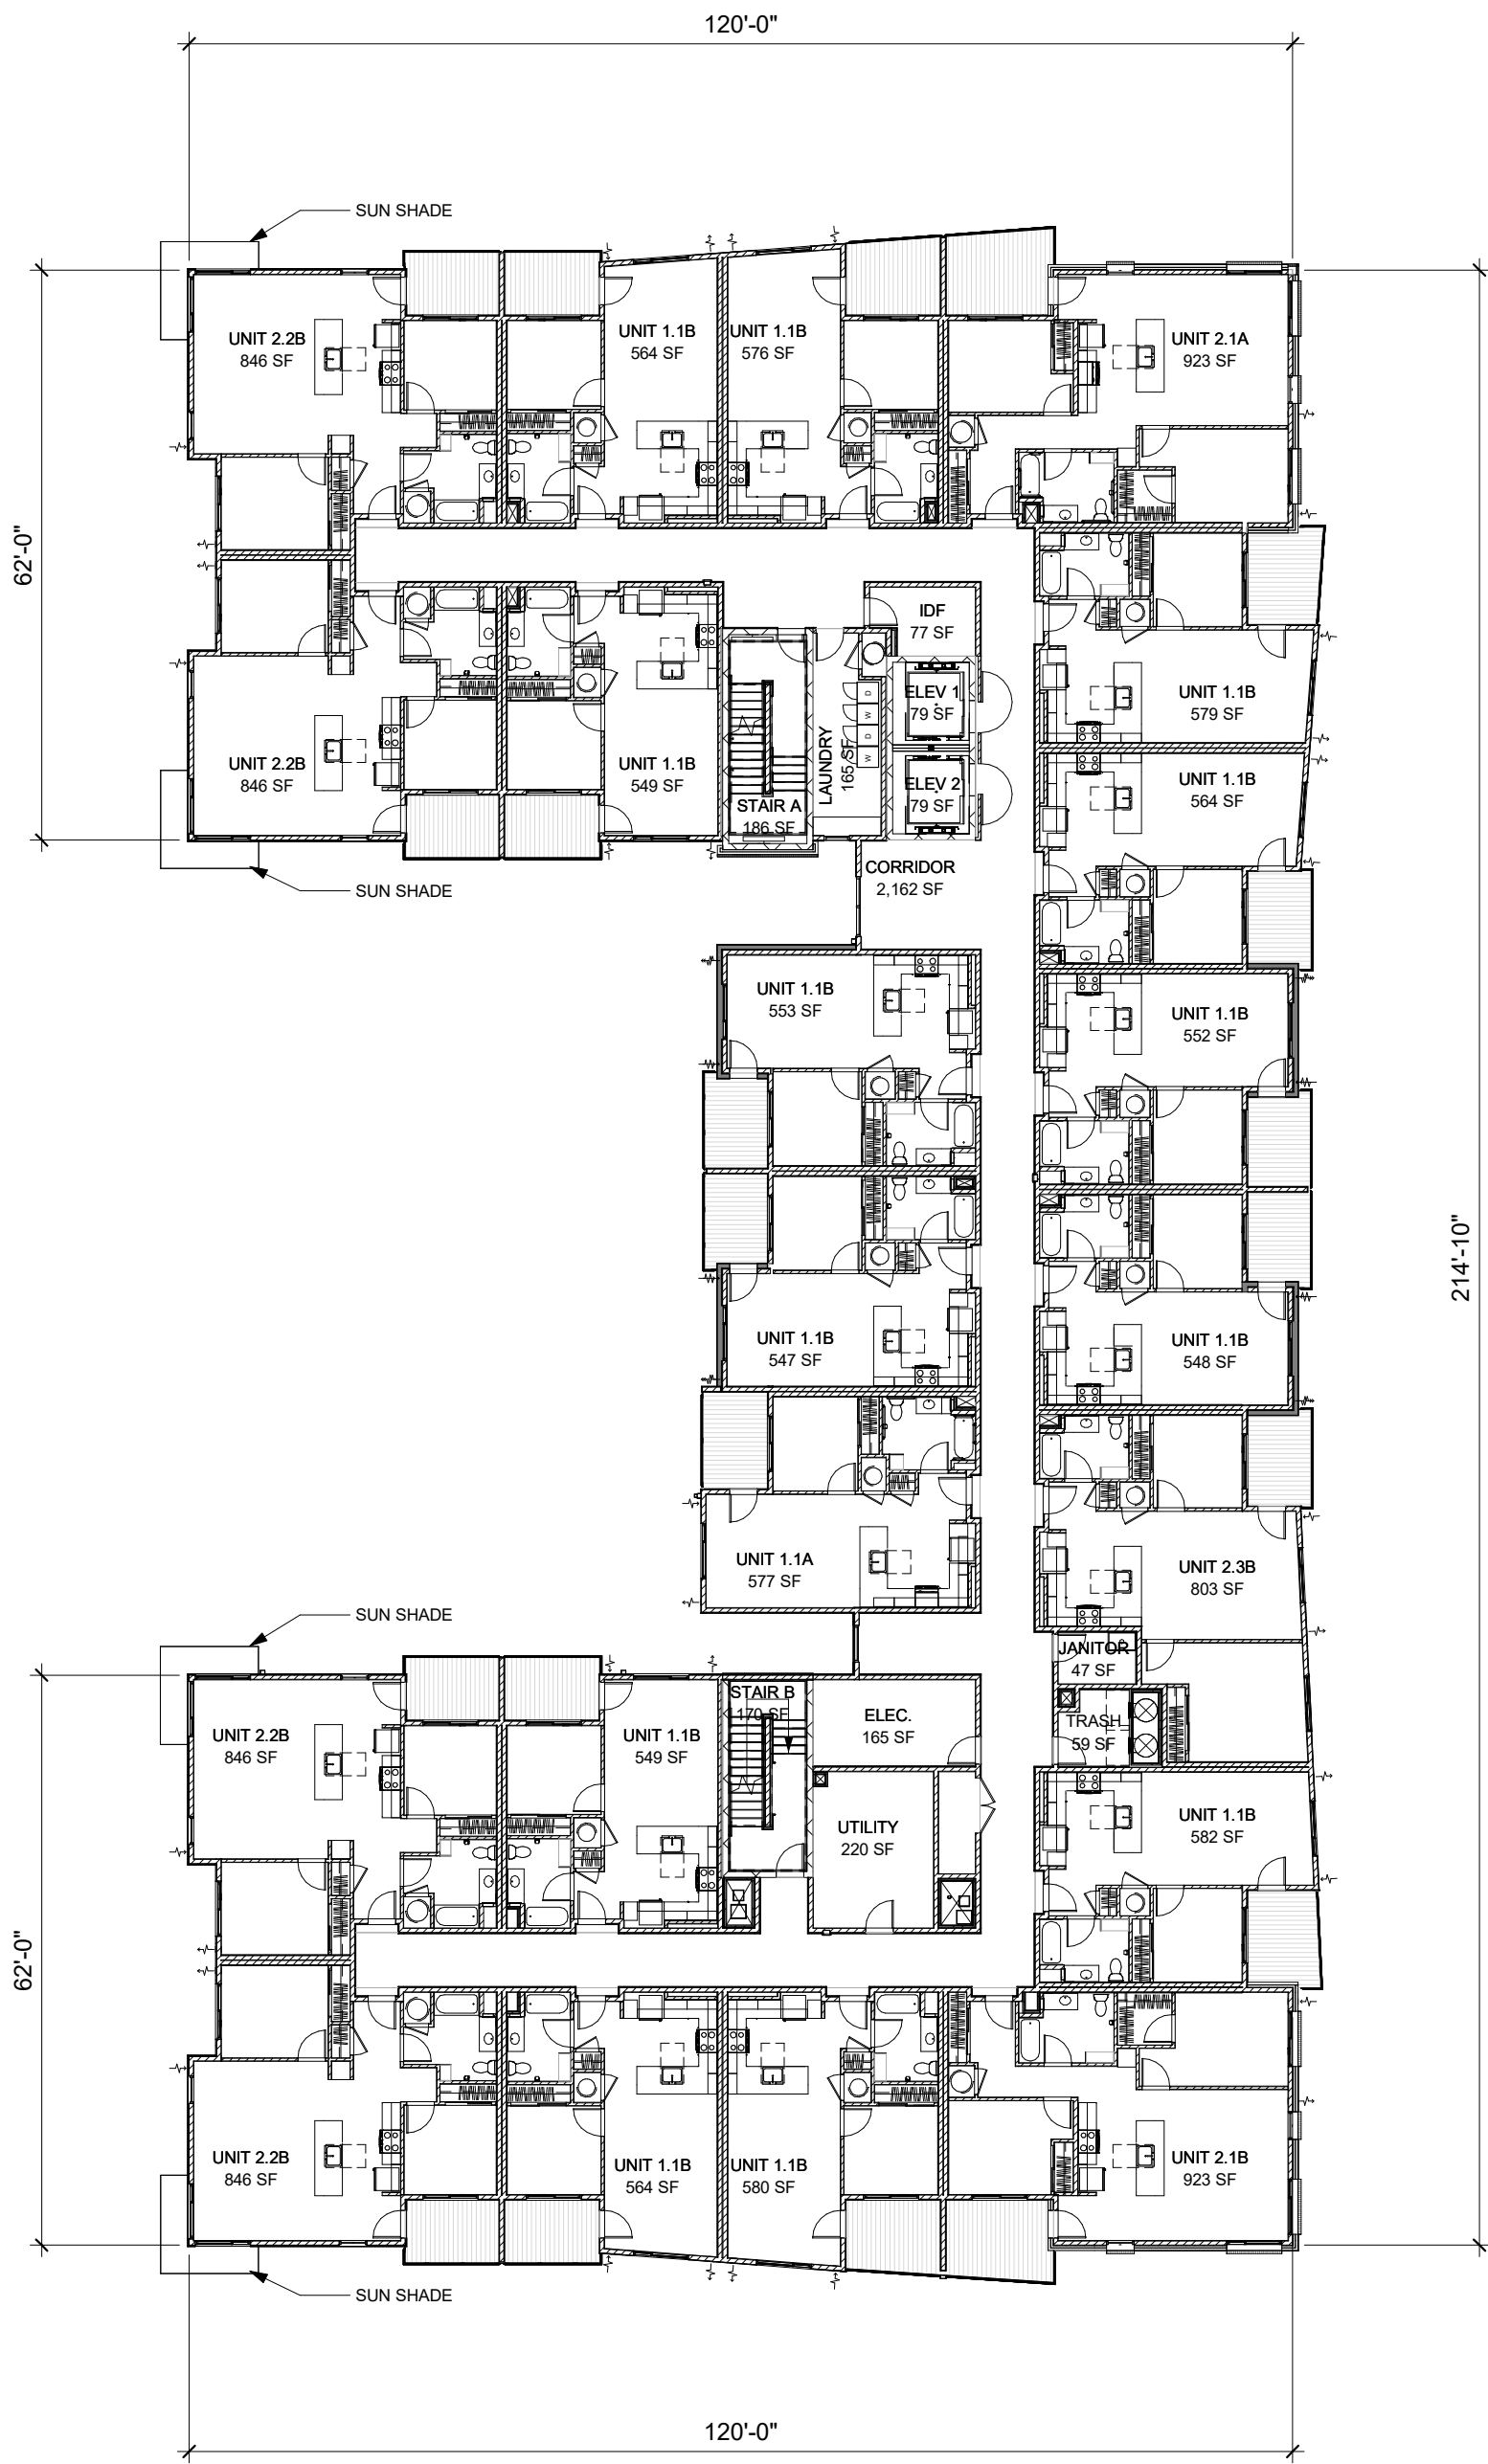 120'-0"
SUN SHADE
UNIT 2.2B
846 SF
UNIT 1.1B
564 SF
UNIT 1.1B
576 SF
UNIT 2.1A
923 SF
62'-0"
IDF
77 SF
UNIT 2.2B
846 SF
UNIT 1.1B
549 SF
STAIR A
186 SF
LAUNDRY
165 SF
D
W
D
W
ELEV 1
79 SF
ELEV 2
79 SF
UNIT 1.1B
579 SF
UNIT 1.1B
564 SF
SUN SHADE
CORRIDOR
2,162 SF
UNIT 1.1B
553 SF
UNIT 1.1B
552 SF
214'-10"
UNIT 1.1B
547 SF
UNIT 1.1B
548 SF
UNIT 1.1A
577 SF
UNIT 2.3B
803 SF
SUN SHADE
JANITOR
47 SF
UNIT 2.2B
846 SF
UNIT 1.1B
549 SF
STAIR B
170 SF
ELEC.
165 SF
TRASH
59 SF
UTILITY
220 SF
UNIT 1.1B
582 SF
62'-0"
UNIT 2.2B
846 SF
UNIT 1.1B
564 SF
UNIT 1.1B
580 SF
UNIT 2.1B
923 SF
SUN SHADE
120'-0"